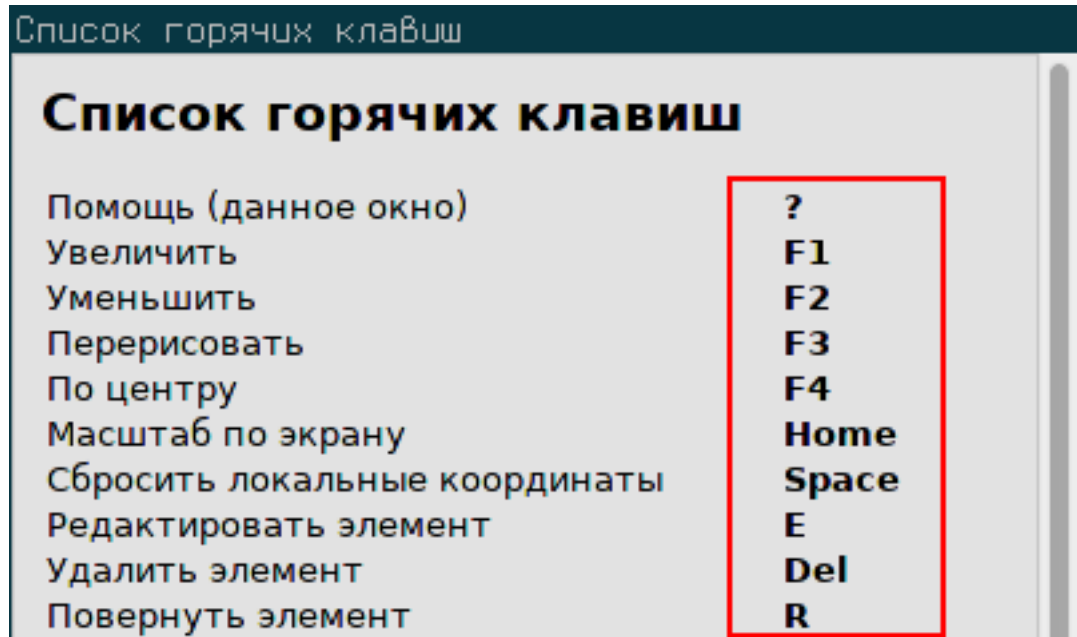 Список горячих клавиш
Список горячих клавиш
Помощь (данное окно) ?
Увеличить F1
Уменьшить F2
Перерисовать F3
По центру F4
Масштаб по экрану Home
Сбросить локальные координаты Space
Редактировать элемент E
Удалить элемент Del
Повернуть элемент R